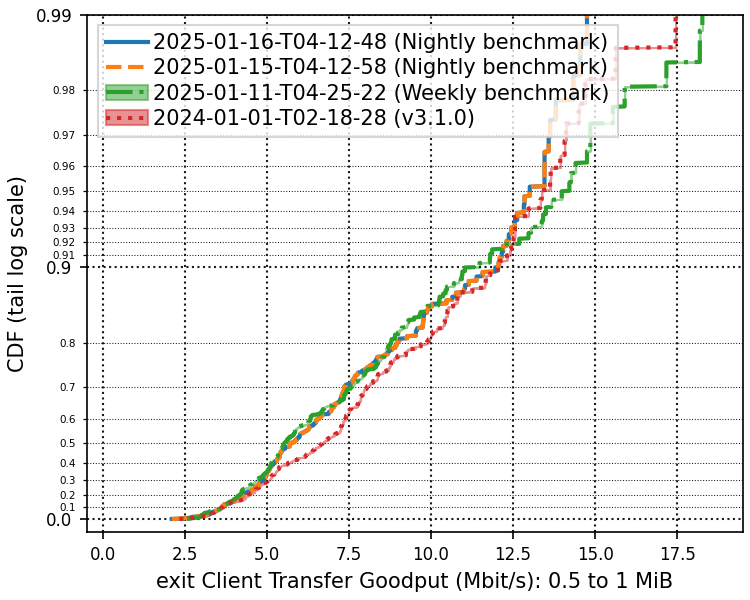 0.99
2025-01-16-T04-12-48 (Nightly benchmark)
2025-01-15-T04-12-58 (Nightly benchmark)
2025-01-11-T04-25-22 (Weekly benchmark)
2024-01-01-T02-18-28 (v3.1.0)
0.98
0.97
0.96
0.95
0.94
0.93
0.92
0.91
0.9
0.8
0.7
0.6
0.5
0.4
0.3
0.2
0.1
0.0
CDF (tail log scale)
0.0 2.5 5.0 7.5 10.0 12.5 15.0 17.5
exit Client Transfer Goodput (Mbit/s): 0.5 to 1 MiB